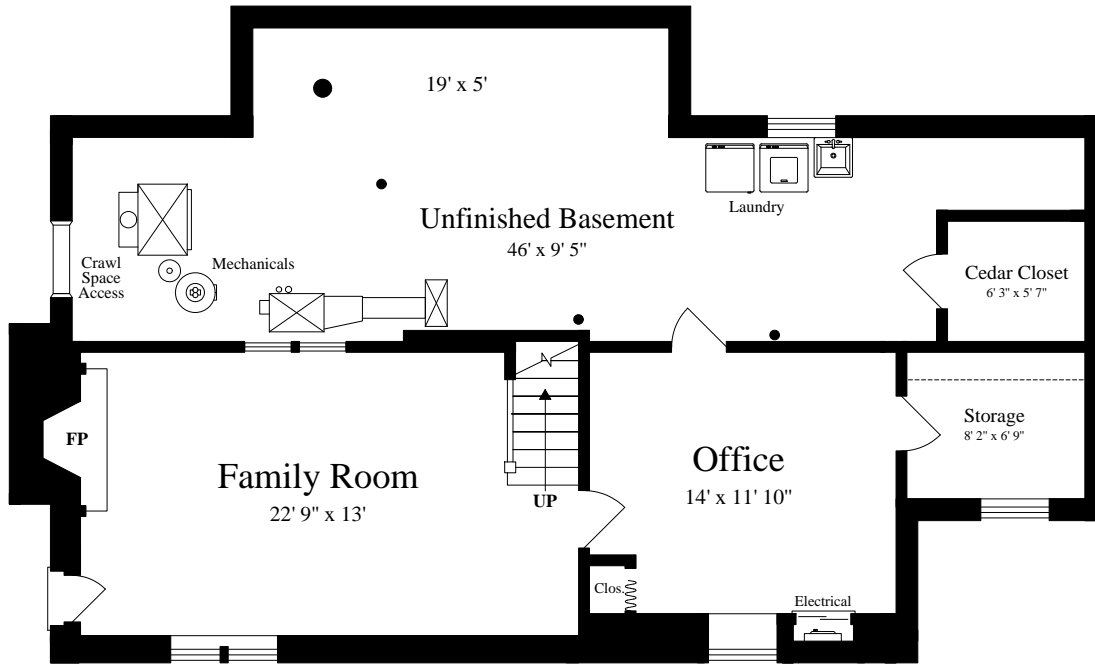 19' x 5'
Unfinished Basement
46' x 9' 5"
Laundry
Crawl
Space
Access
Mechanicals
Cedar Closet
6' 3" x 5' 7"
FP
Family Room
22' 9" x 13'
UP
Office
14' x 11' 10"
Storage
8' 2" x 6' 9"
Clos.
Electrical